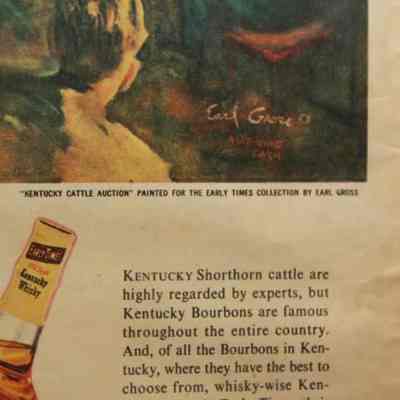 Earl Gross
"KENTUCKY CATTLE AUCTION" PAINTED FOR THE EARLY TIMES COLLECTION BY EARL GROSS
EARLY TIMES
Kentucky
Whisky
KENTUCKY Shorthorn cattle are
highly regarded by experts, but
Kentucky Bourbons are famous
throughout the entire country.
And, of all the Bourbons in Ken-
tucky, where they have the best to
choose from, whisky-wise Ken-